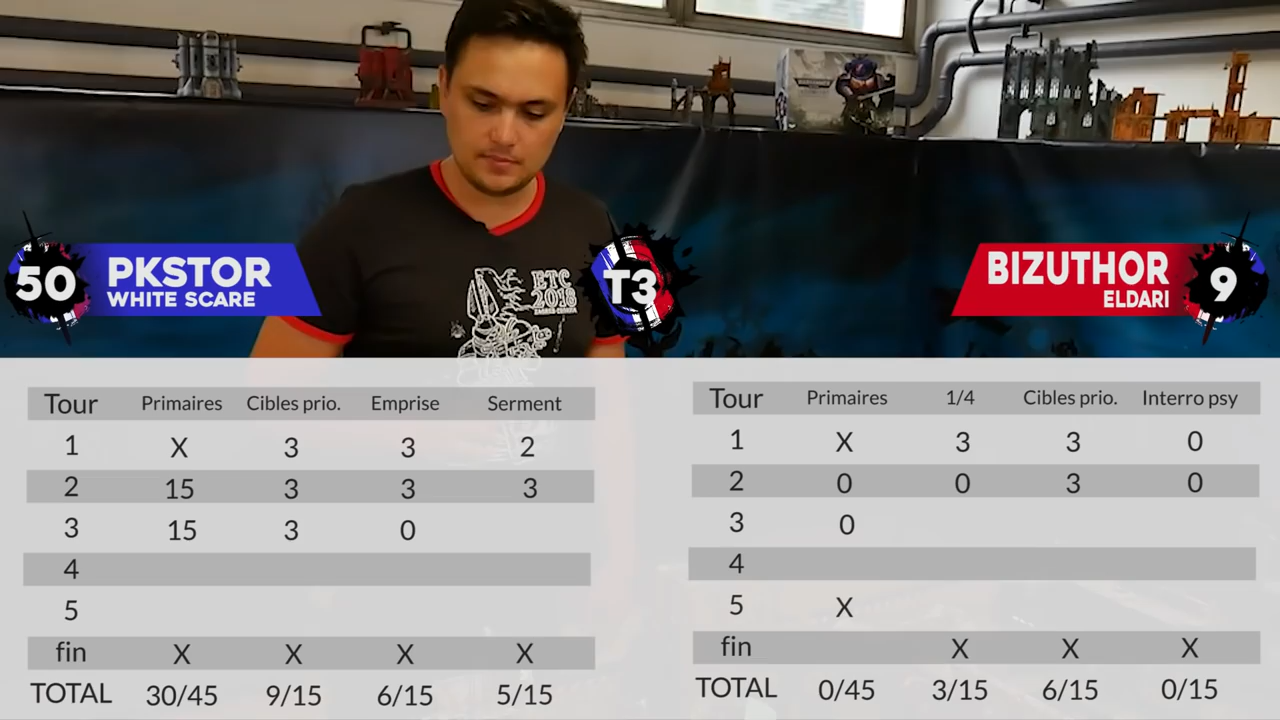 ETC
2018
50
PKSTOR
WHITE SCARE
T3
BIZUTHOR
ELDARI
9
Tour Primaires Cibles prio. Emprise Serment
1 X 3 3 2
2 15 3 3 3
3 15 3 0
4
5
fin X X X X
TOTAL 30/45 9/15 6/15 5/15
Tour Primaires 1/4 Cibles prio. Interro psy
1 X 3 3 0
2 0 0 3 0
3 0
4
5 X
fin X X X
TOTAL 0/45 3/15 6/15 0/15